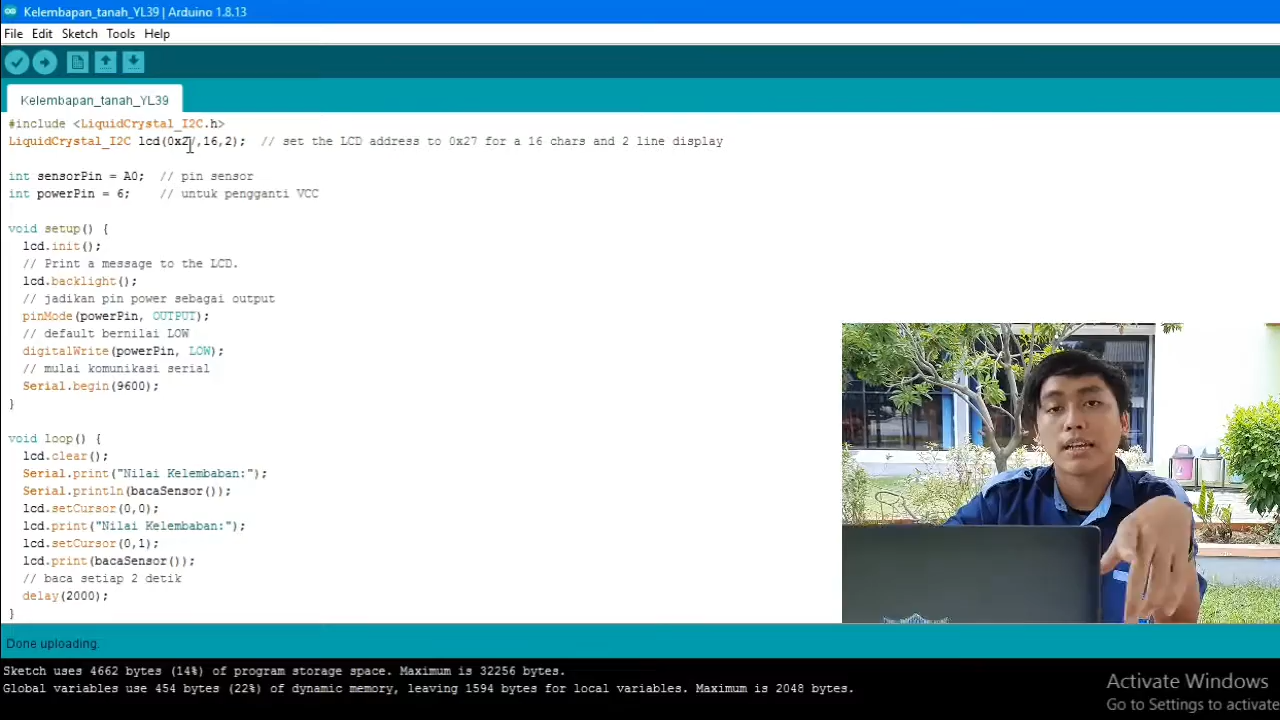 Kelembapan_tanah_YL39 | Arduino 1.8.13
File Edit Sketch Tools Help
Kelembapan_tanah_YL39
#include <LiquidCrystal_I2C.h>
LiquidCrystal_I2C lcd(0x27,16,2);  // set the LCD address to 0x27 for a 16 chars and 2 line display
int sensorPin = A0;  // pin sensor
int powerPin = 6;    // untuk pengganti VCC
void setup() {
lcd.init();
// Print a message to the LCD.
lcd.backlight();
// jadikan pin power sebagai output
pinMode(powerPin, OUTPUT);
// default bernilai LOW
digitalWrite(powerPin, LOW);
// mulai komunikasi serial
Serial.begin(9600);
}
void loop() {
lcd.clear();
Serial.print("Nilai Kelembaban:");
Serial.println(bacaSensor());
lcd.setCursor(0,0);
lcd.print("Nilai Kelembaban:");
lcd.setCursor(0,1);
lcd.print(bacaSensor());
// baca setiap 2 detik
delay(2000);
}
Done uploading.
Sketch uses 4662 bytes (14%) of program storage space. Maximum is 32256 bytes.
Global variables use 454 bytes (22%) of dynamic memory, leaving 1594 bytes for local variables. Maximum is 2048 bytes.
Activate Windows
Go to Settings to activate